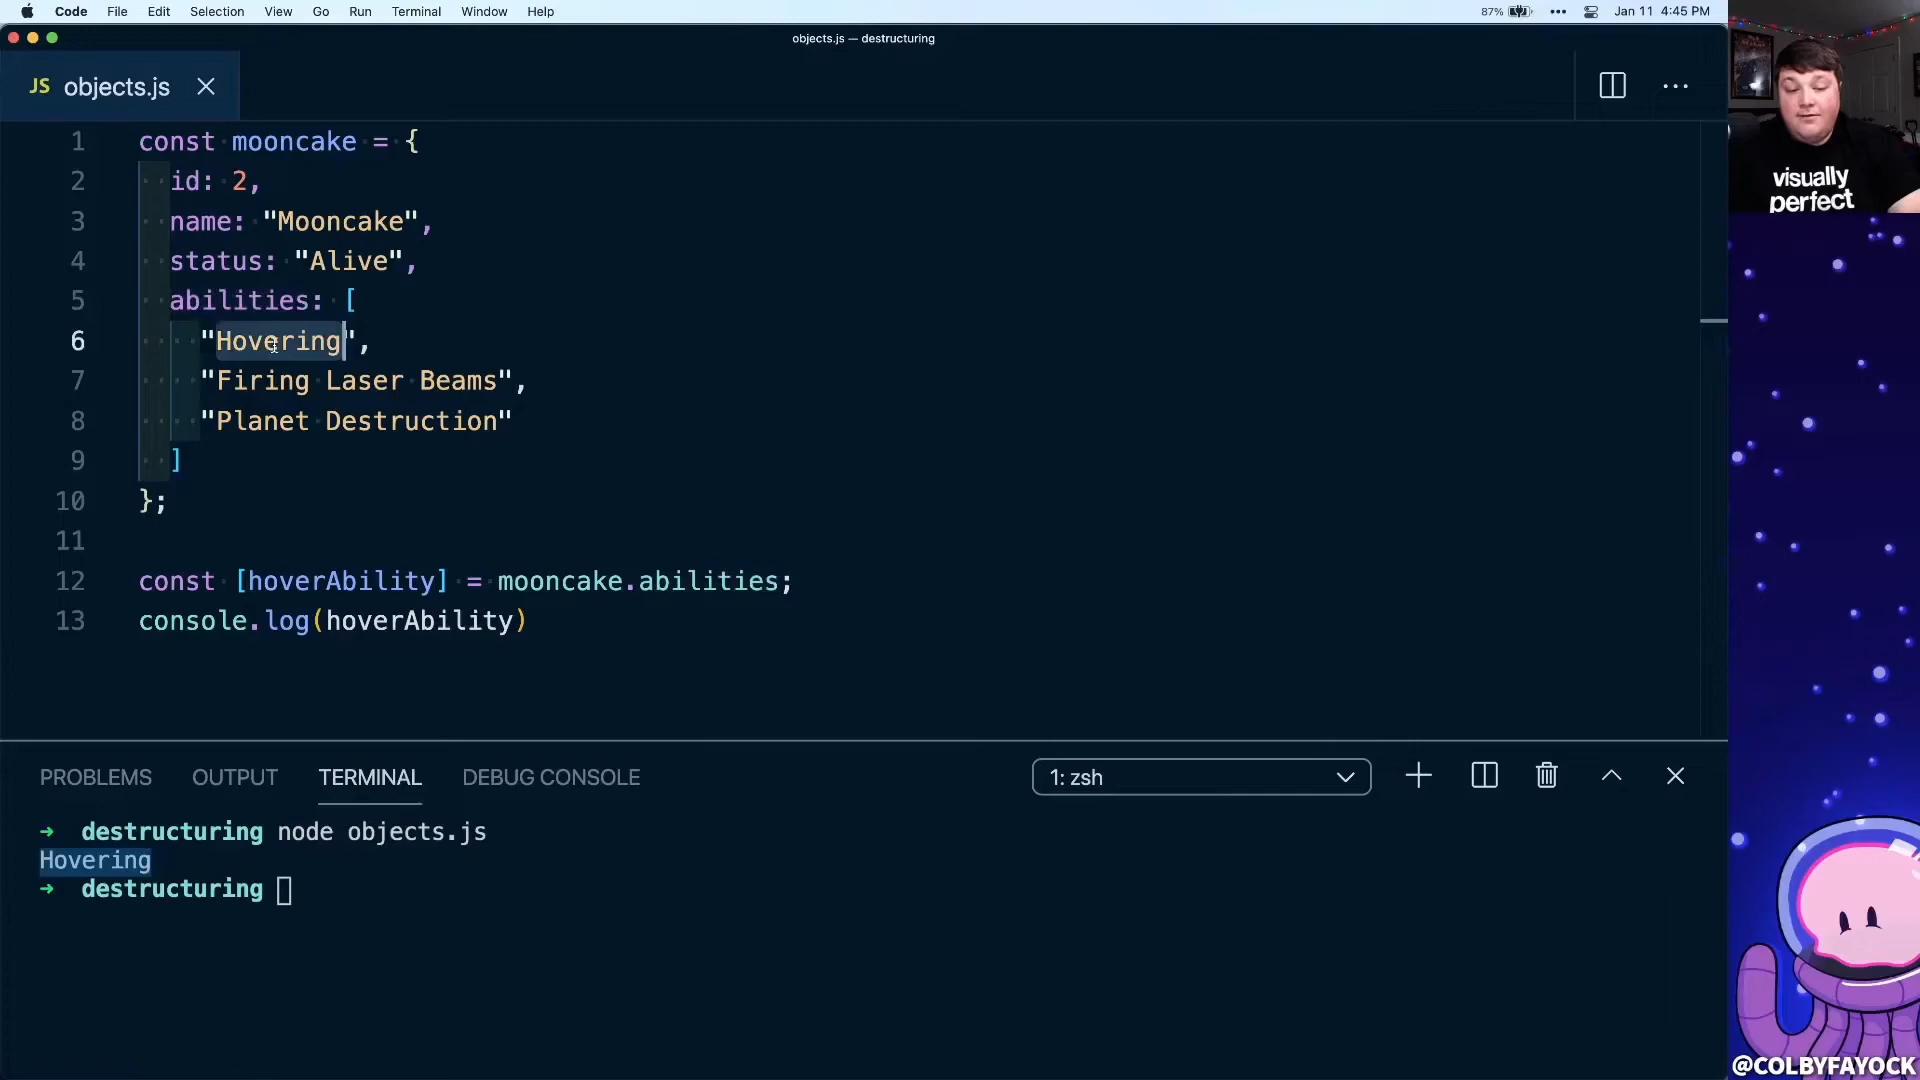 Code File Edit Selection View Go Run Terminal Window Help 87% Jan 11 4:45 PM
objects.js — destructuring
JS objects.js
1 const mooncake = {
2 id: 2,
3 name: "Mooncake",
4 status: "Alive",
5 abilities: [
6 "Hovering",
7 "Firing Laser Beams",
8 "Planet Destruction"
9 ]
10 };
11
12 const [hoverAbility] = mooncake.abilities;
13 console.log(hoverAbility)
visually
perfect
PROBLEMS OUTPUT TERMINAL DEBUG CONSOLE 1: zsh
➜ destructuring node objects.js
Hovering
➜ destructuring
@COLBYFAYOCK